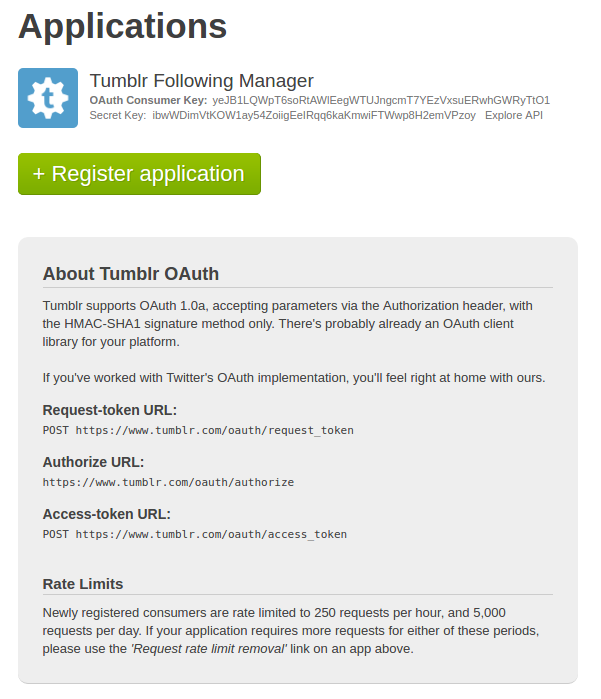 Applications
Tumblr Following Manager
OAuth Consumer Key: yeJB1LQWpT6soRtAWlEegWTUJngcmT7YEzVxsuERwhGWRyTtO1
Secret Key: ibwWDimVtKOW1ay54ZoiigEeIRqq6kaKmwiFTWwp8H2emVPzoy Explore API
+ Register application
About Tumblr OAuth
Tumblr supports OAuth 1.0a, accepting parameters via the Authorization header, with
the HMAC-SHA1 signature method only. There's probably already an OAuth client
library for your platform.
If you've worked with Twitter's OAuth implementation, you'll feel right at home with ours.
Request-token URL:
POST https://www.tumblr.com/oauth/request_token
Authorize URL:
https://www.tumblr.com/oauth/authorize
Access-token URL:
POST https://www.tumblr.com/oauth/access_token
Rate Limits
Newly registered consumers are rate limited to 250 requests per hour, and 5,000
requests per day. If your application requires more requests for either of these periods,
please use the 'Request rate limit removal' link on an app above.